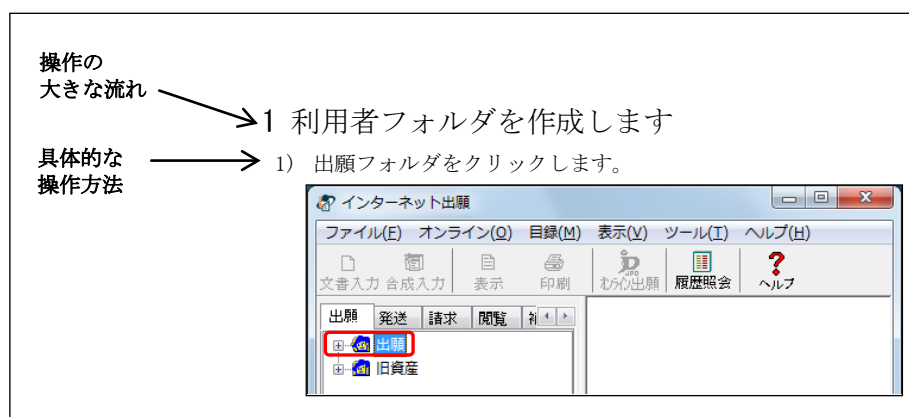 操作の
大きな流れ
1 利用者フォルダを作成します
具体的な
操作方法
1) 出願フォルダをクリックします。
インターネット出願
ファイル(F) オンライン(O) 目録(M) 表示(V) ツール(T) ヘルプ(H)
文書入力 合成入力 表示 印刷 オンライン出願 履歴照会 ヘルプ
出願 発送 請求 閲覧
出願
旧資産